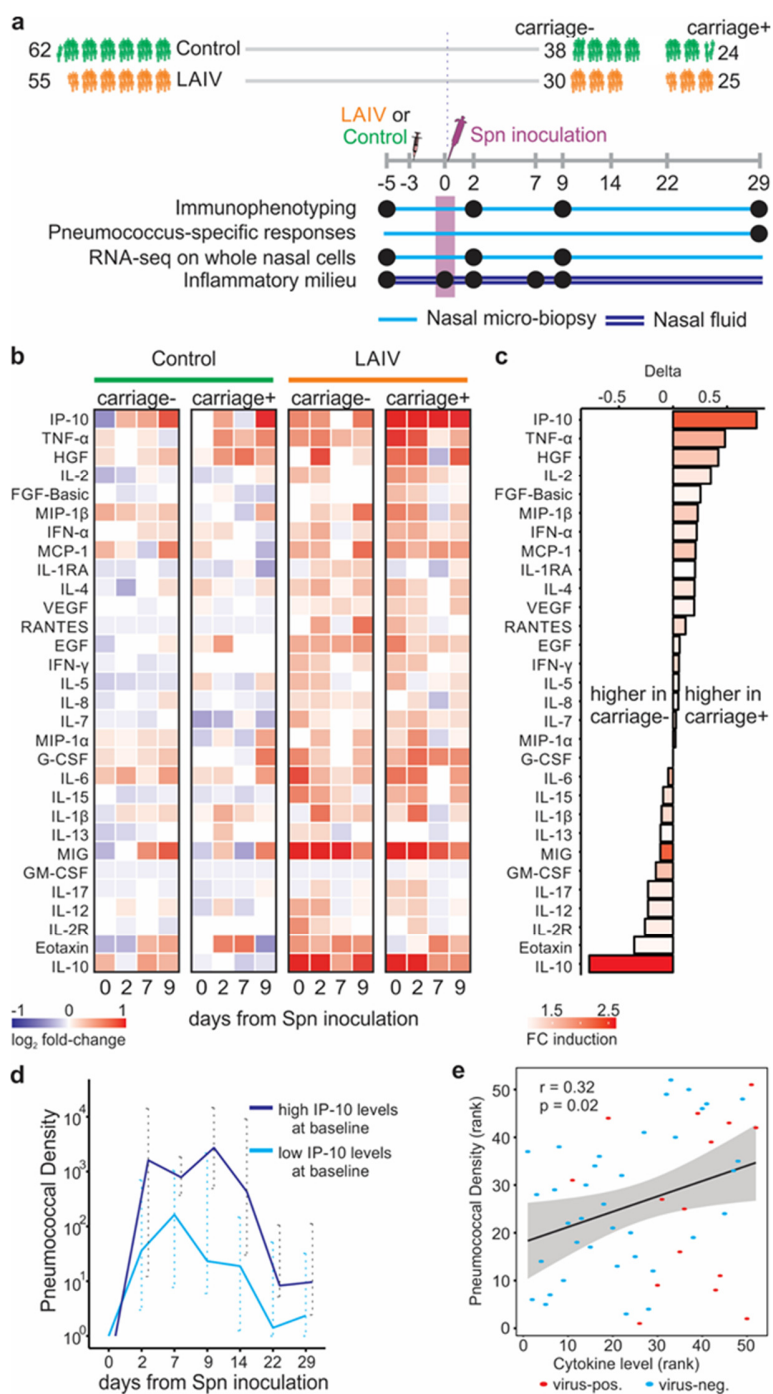 a
carriage-
carriage+
62
Control
38
24
55
LAIV
30
25
LAIV or
Control
Spn inoculation
-5 -3 0 2 7 9 14 22 29
Immunophenotyping
Pneumococcus-specific responses
RNA-seq on whole nasal cells
Inflammatory milieu
Nasal micro-biopsy
Nasal fluid
b
Control
LAIV
carriage-
carriage+
carriage-
carriage+
IP-10
TNF-α
HGF
IL-2
FGF-Basic
MIP-1β
IFN-α
MCP-1
IL-1RA
IL-4
VEGF
RANTES
EGF
IFN-γ
IL-5
IL-8
IL-7
MIP-1α
G-CSF
IL-6
IL-15
IL-1β
IL-13
MIG
GM-CSF
IL-17
IL-12
IL-2R
Eotaxin
IL-10
0 2 7 9
0 2 7 9
0 2 7 9
0 2 7 9
-1 0 1
log₂ fold-change
days from Spn inoculation
c
Delta
-0.5 0 0.5
IP-10
TNF-α
HGF
IL-2
FGF-Basic
MIP-1β
IFN-α
MCP-1
IL-1RA
IL-4
VEGF
RANTES
EGF
IFN-γ
IL-5
IL-8
IL-7
MIP-1α
G-CSF
IL-6
IL-15
IL-1β
IL-13
MIG
GM-CSF
IL-17
IL-12
IL-2R
Eotaxin
IL-10
higher in
carriage-
higher in
carriage+
1.5 2.5
FC induction
d
Pneumococcal Density
10⁴
10³
10²
10¹
10⁰
high IP-10 levels
at baseline
low IP-10 levels
at baseline
0 2 7 9 14 22 29
days from Spn inoculation
e
r = 0.32
p = 0.02
Pneumococcal Density (rank)
50
40
30
20
10
0
0 10 20 30 40 50
Cytokine level (rank)
virus-pos.
virus-neg.